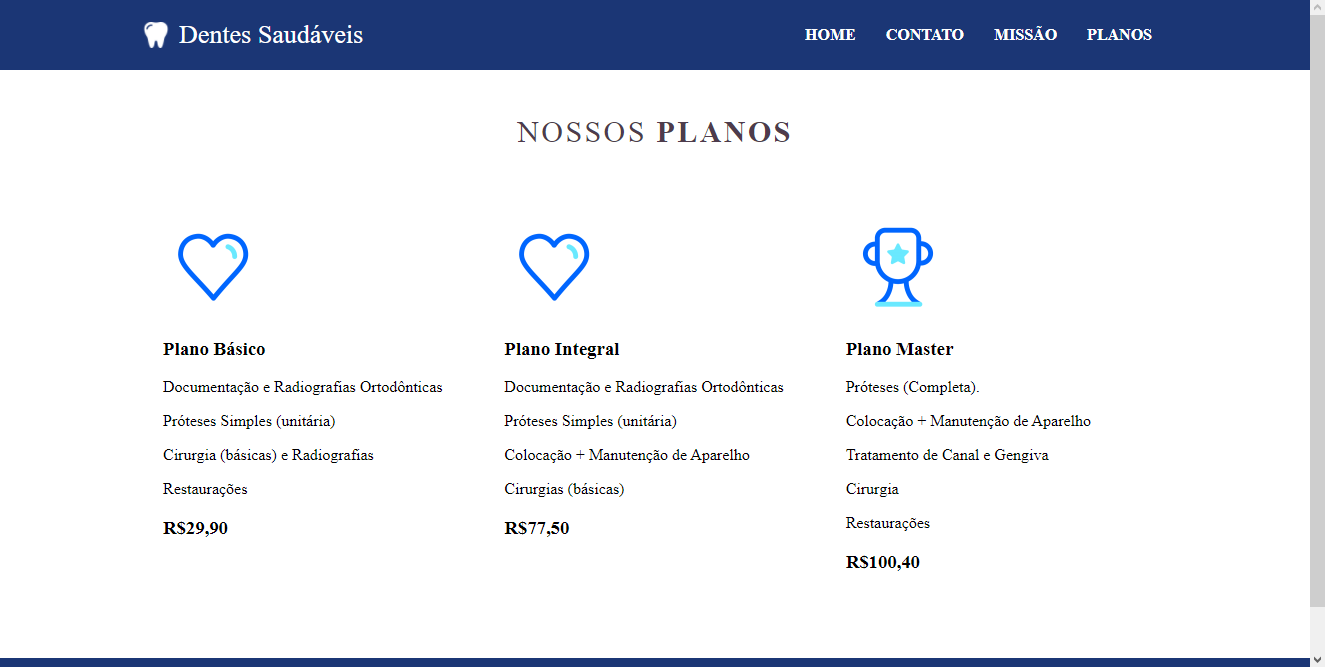 Dentes Saudáveis
HOME CONTATO MISSÃO PLANOS
NOSSOS PLANOS
Plano Básico
Documentação e Radiografias Ortodônticas
Próteses Simples (unitária)
Cirurgia (básicas) e Radiografias
Restaurações
R$29,90
Plano Integral
Documentação e Radiografias Ortodônticas
Próteses Simples (unitária)
Colocação + Manutenção de Aparelho
Cirurgias (básicas)
R$77,50
Plano Master
Próteses (Completa).
Colocação + Manutenção de Aparelho
Tratamento de Canal e Gengiva
Cirurgia
Restaurações
R$100,40